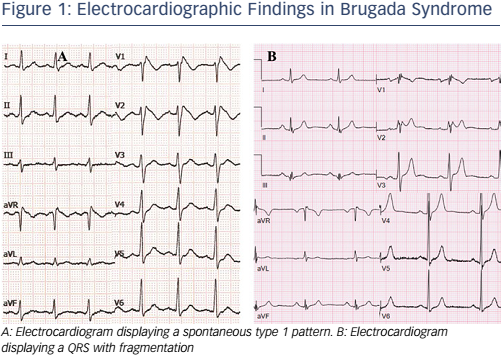 Figure 1: Electrocardiographic Findings in Brugada Syndrome
A
B
I
V1
II
V2
III
V3
aVR
V4
aVL
V5
aVF
V6
I
V1
II
V2
III
V3
aVR
V4
aVL
V5
aVF
V6
A: Electrocardiogram displaying a spontaneous type 1 pattern. B: Electrocardiogram
displaying a QRS with fragmentation